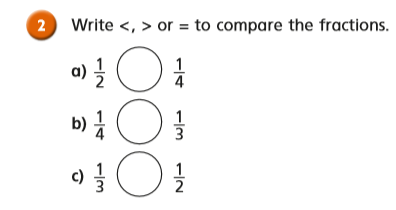 2 Write <, > or = to compare the fractions.
a) 1/2 1/4
b) 1/4 1/3
c) 1/3 1/2